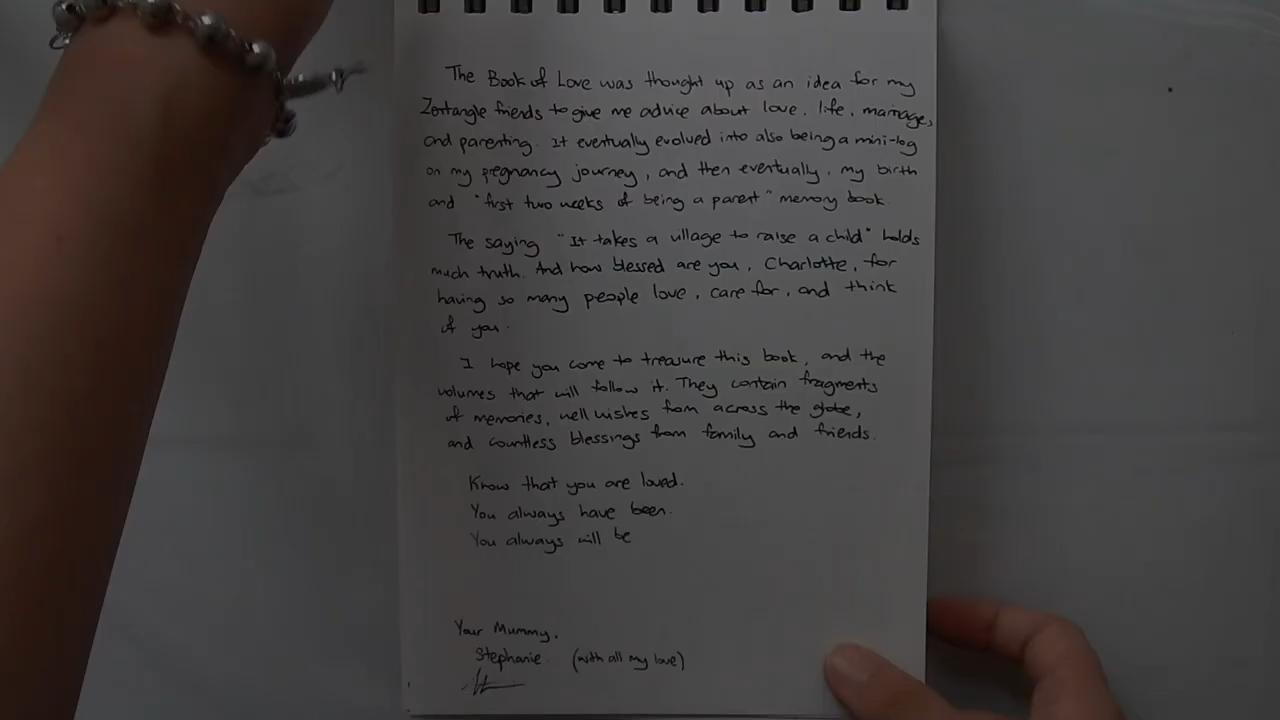 The Book of Love was thought up as an idea for my
Zentangle friends to give me advice about love, life, marriage,
and parenting. It eventually evolved into also being a mini-log
on my pregnancy journey, and then eventually, my birth
and "first two weeks of being a parent" memory book.
The saying "It takes a village to raise a child" holds
much truth. And how blessed are you, Charlotte, for
having so many people love, care for, and think
of you.
I hope you come to treasure this book, and the
volumes that will follow it. They contain fragments
of memories, well wishes from across the globe,
and countless blessings from family and friends.
Know that you are loved.
You always have been.
You always will be
Your Mummy,
Stephanie (with all my love)